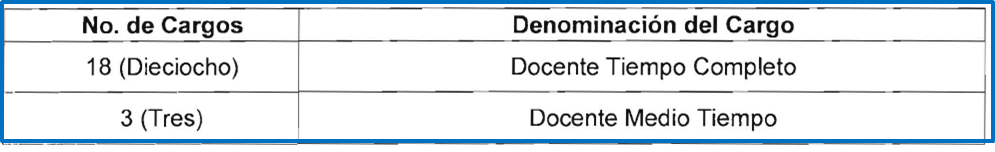 No. de Cargos Denominación del Cargo
18 (Dieciocho) Docente Tiempo Completo
3 (Tres) Docente Medio Tiempo